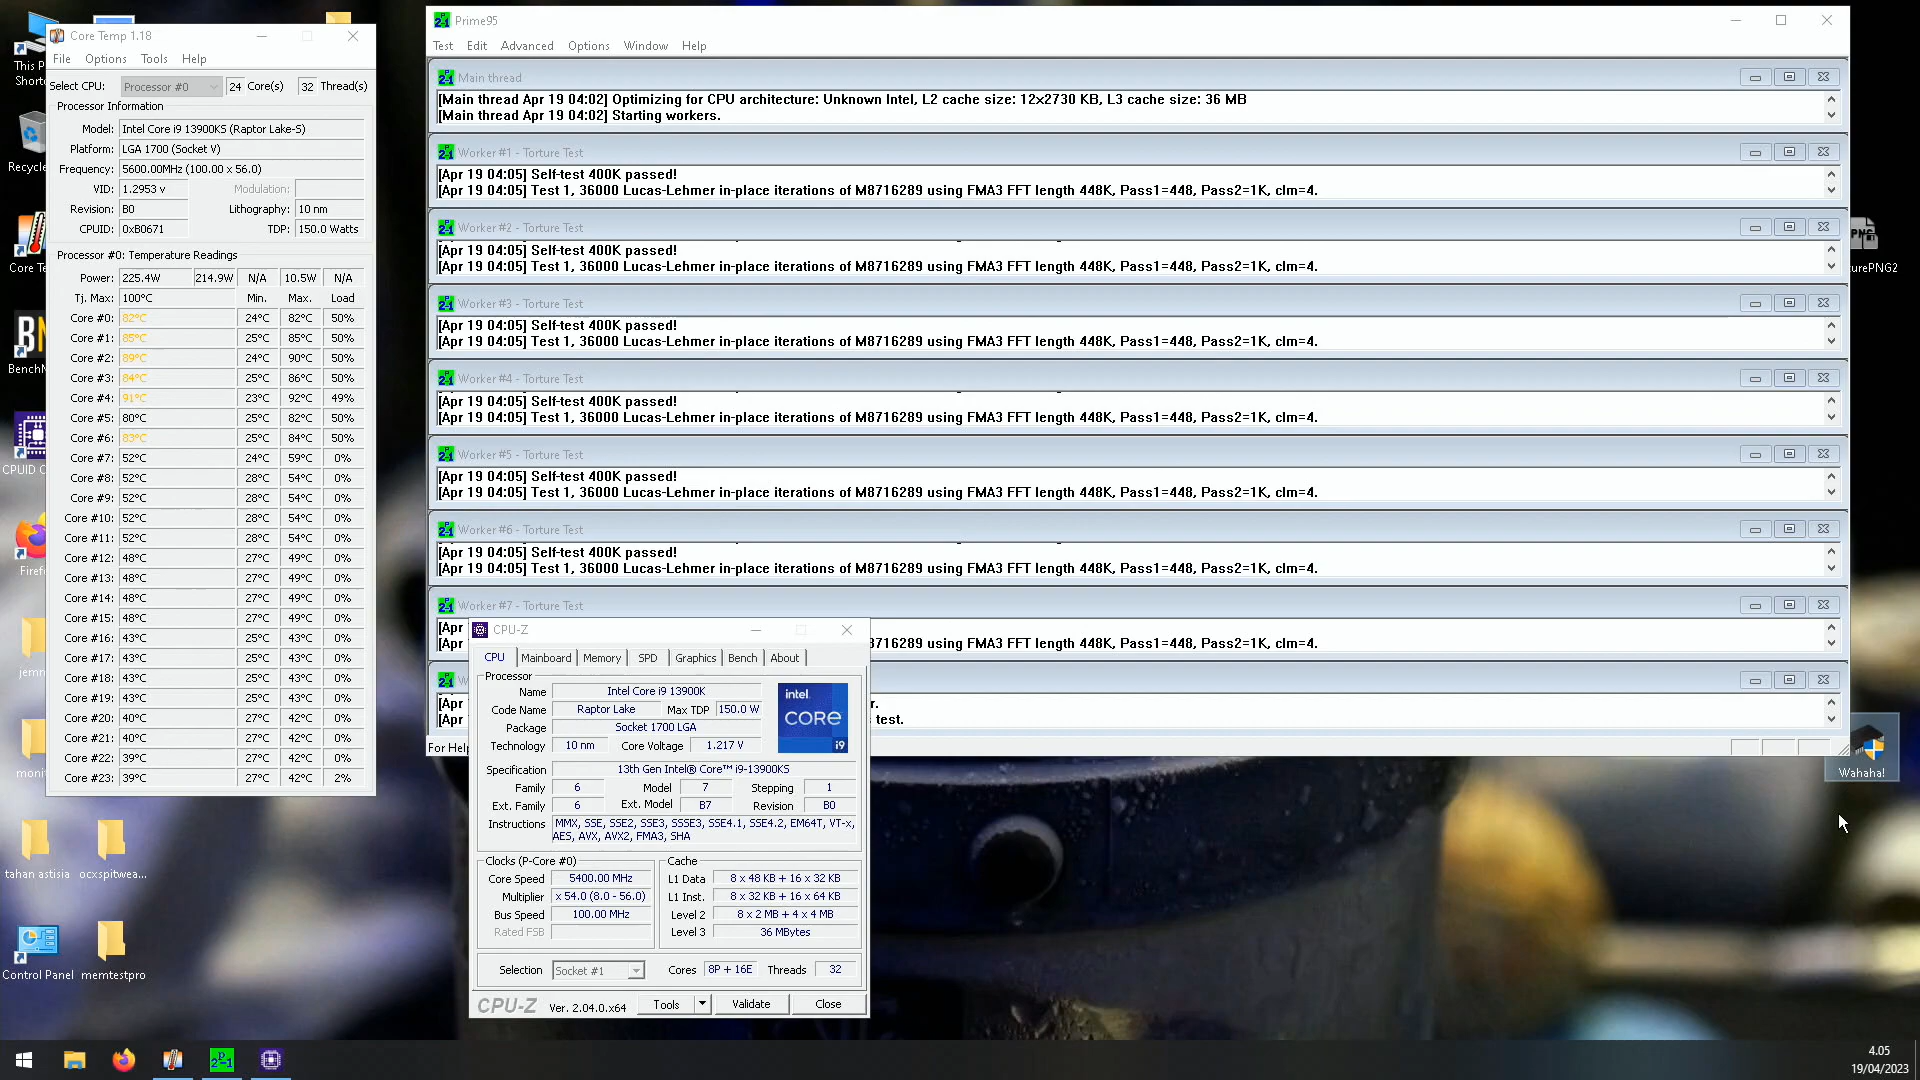 This P
Shorto
Recycle
Core Te
BenchM
CPUID C
Firef
jemn
monit
tahan astisia
ocxspitwea...
Control Panel
memtestpro
Core Temp 1.18
File Options Tools Help
Select CPU: Processor #0 24 Core(s) 32 Thread(s)
Processor Information
Model: Intel Core i9 13900KS (Raptor Lake-S)
Platform: LGA 1700 (Socket V)
Frequency: 5600.00MHz (100.00 x 56.0)
VID: 1.2953 v Modulation:
Revision: B0 Lithography: 10 nm
CPUID: 0xB0671 TDP: 150.0 Watts
Processor #0: Temperature Readings
Power: 225.4W 214.9W N/A 10.5W N/A
Tj. Max: 100°C Min. Max. Load
Core #0: 82°C 24°C 82°C 50%
Core #1: 85°C 25°C 85°C 50%
Core #2: 89°C 24°C 90°C 50%
Core #3: 84°C 25°C 86°C 50%
Core #4: 91°C 23°C 92°C 49%
Core #5: 80°C 25°C 82°C 50%
Core #6: 83°C 25°C 84°C 50%
Core #7: 52°C 24°C 59°C 0%
Core #8: 52°C 28°C 54°C 0%
Core #9: 52°C 28°C 54°C 0%
Core #10: 52°C 28°C 54°C 0%
Core #11: 52°C 28°C 54°C 0%
Core #12: 48°C 27°C 49°C 0%
Core #13: 48°C 27°C 49°C 0%
Core #14: 48°C 27°C 49°C 0%
Core #15: 48°C 27°C 49°C 0%
Core #16: 43°C 25°C 43°C 0%
Core #17: 43°C 25°C 43°C 0%
Core #18: 43°C 25°C 43°C 0%
Core #19: 43°C 25°C 43°C 0%
Core #20: 40°C 27°C 42°C 0%
Core #21: 40°C 27°C 42°C 0%
Core #22: 39°C 27°C 42°C 0%
Core #23: 39°C 27°C 42°C 2%
Prime95
Test Edit Advanced Options Window Help
Main thread
[Main thread Apr 19 04:02] Optimizing for CPU architecture: Unknown Intel, L2 cache size: 12x2730 KB, L3 cache size: 36 MB
[Main thread Apr 19 04:02] Starting workers.
Worker #1 - Torture Test
[Apr 19 04:05] Self-test 400K passed!
[Apr 19 04:05] Test 1, 36000 Lucas-Lehmer in-place iterations of M8716289 using FMA3 FFT length 448K, Pass1=448, Pass2=1K, clm=4.
Worker #2 - Torture Test
[Apr 19 04:05] Self-test 400K passed!
[Apr 19 04:05] Test 1, 36000 Lucas-Lehmer in-place iterations of M8716289 using FMA3 FFT length 448K, Pass1=448, Pass2=1K, clm=4.
Worker #3 - Torture Test
[Apr 19 04:05] Self-test 400K passed!
[Apr 19 04:05] Test 1, 36000 Lucas-Lehmer in-place iterations of M8716289 using FMA3 FFT length 448K, Pass1=448, Pass2=1K, clm=4.
Worker #4 - Torture Test
[Apr 19 04:05] Self-test 400K passed!
[Apr 19 04:05] Test 1, 36000 Lucas-Lehmer in-place iterations of M8716289 using FMA3 FFT length 448K, Pass1=448, Pass2=1K, clm=4.
Worker #5 - Torture Test
[Apr 19 04:05] Self-test 400K passed!
[Apr 19 04:05] Test 1, 36000 Lucas-Lehmer in-place iterations of M8716289 using FMA3 FFT length 448K, Pass1=448, Pass2=1K, clm=4.
Worker #6 - Torture Test
[Apr 19 04:05] Self-test 400K passed!
[Apr 19 04:05] Test 1, 36000 Lucas-Lehmer in-place iterations of M8716289 using FMA3 FFT length 448K, Pass1=448, Pass2=1K, clm=4.
Worker #7 - Torture Test
[Apr
[Apr 8716289 using FMA3 FFT length 448K, Pass1=448, Pass2=1K, clm=4.
[Apr r.
[Apr test.
For Help
CPU-Z
CPU Mainboard Memory SPD Graphics Bench About
Processor
Name Intel Core i9 13900K
Code Name Raptor Lake Max TDP 150.0 W
Package Socket 1700 LGA
Technology 10 nm Core Voltage 1.217 V
intel
CORE
i9
Specification 13th Gen Intel® Core™ i9-13900KS
Family 6 Model 7 Stepping 1
Ext. Family 6 Ext. Model B7 Revision B0
Instructions MMX, SSE, SSE2, SSE3, SSSE3, SSE4.1, SSE4.2, EM64T, VT-x,
AES, AVX, AVX2, FMA3, SHA
Clocks (P-Core #0)
Core Speed 5400.00 MHz
Multiplier x 54.0 (8.0 - 56.0)
Bus Speed 100.00 MHz
Rated FSB
Cache
L1 Data 8 x 48 KB + 16 x 32 KB
L1 Inst. 8 x 32 KB + 16 x 64 KB
Level 2 8 x 2 MB + 4 x 4 MB
Level 3 36 MBytes
Selection Socket #1 Cores 8P + 16E Threads 32
CPU-Z Ver. 2.04.0.x64 Tools Validate Close
PNG
urePNG2
Wahaha!
4.05
19/04/2023